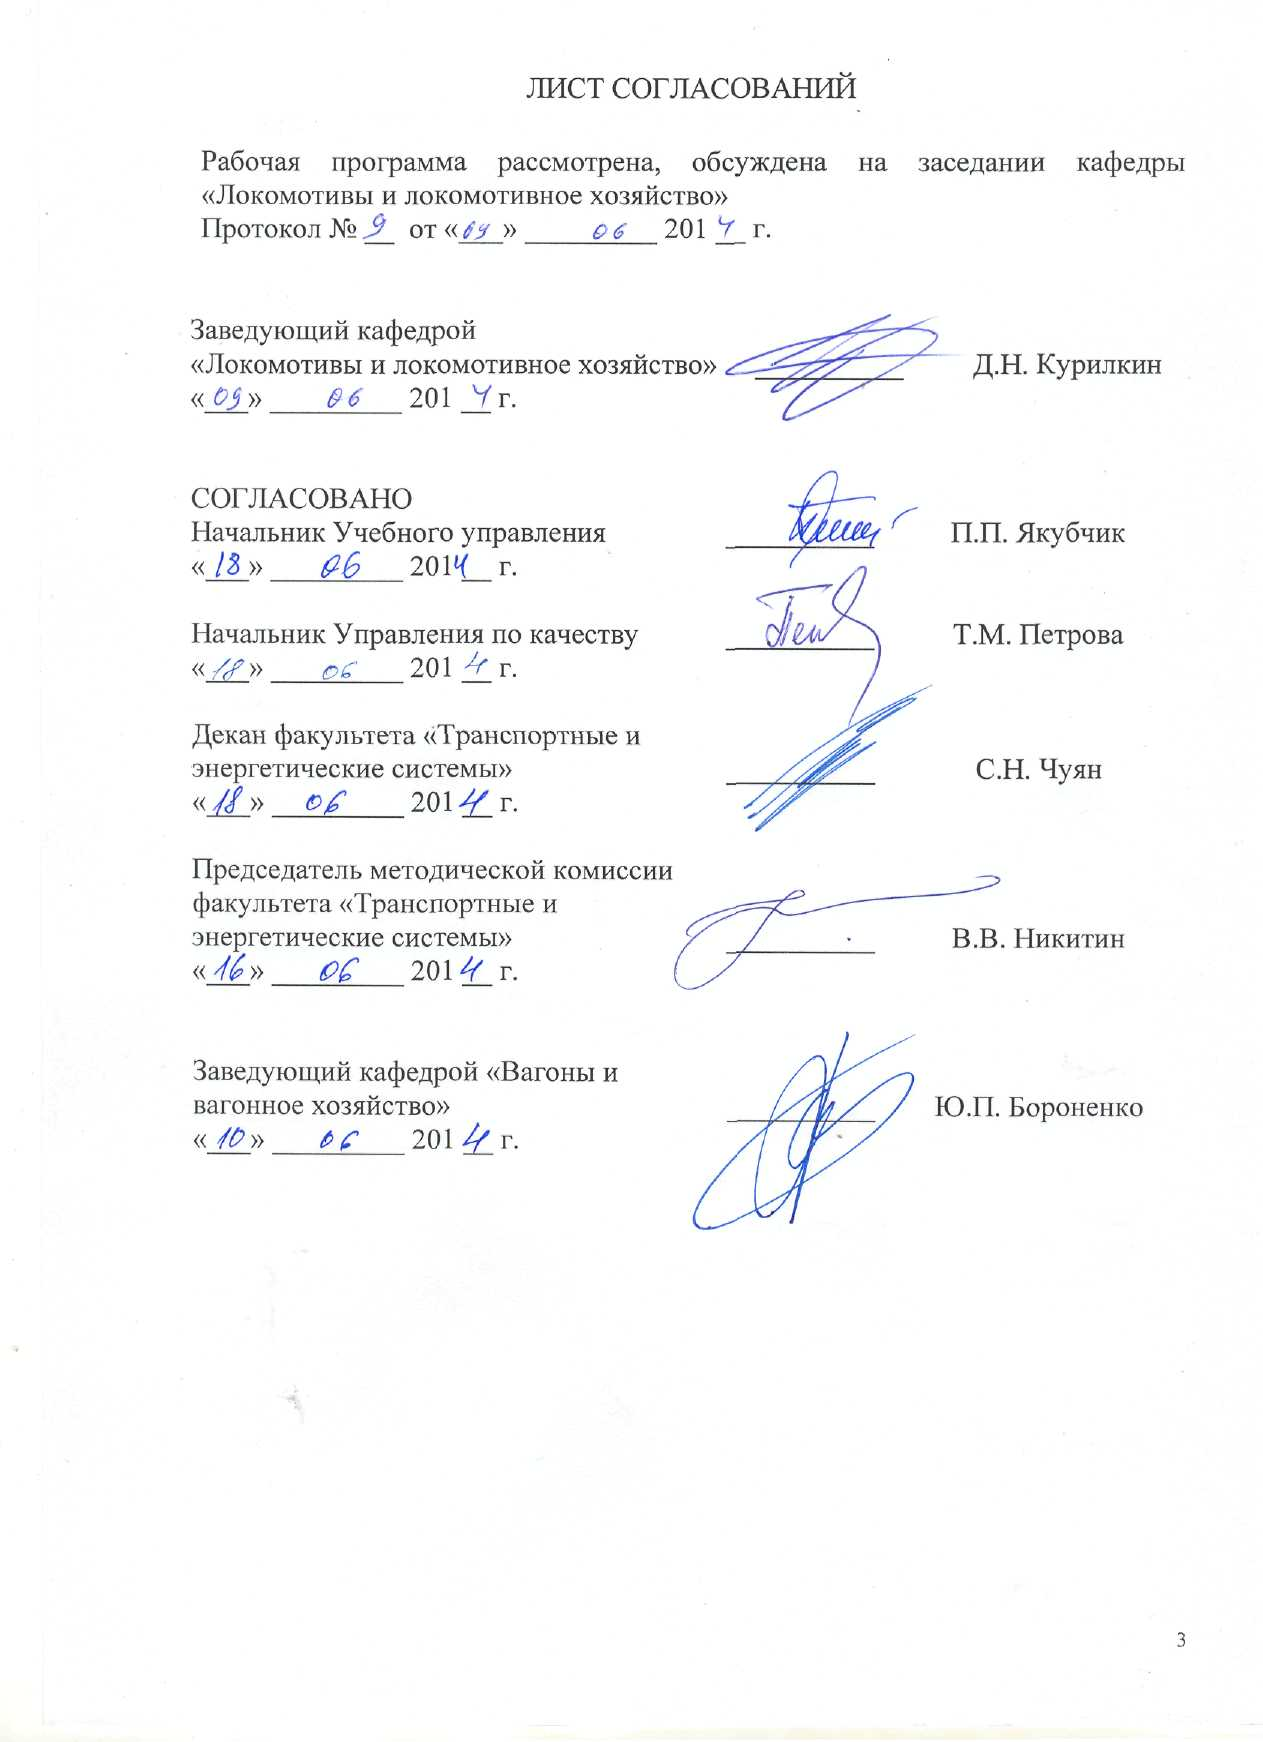 ЛИСТ СОГЛАСОВАНИЙ
Рабочая программа рассмотрена, обсуждена на заседании кафедры
«Локомотивы и локомотивное хозяйство»
Протокол № 9 от «09» 06 2014 г.
Заведующий кафедрой
«Локомотивы и локомотивное хозяйство» Д.Н. Курилкин
«09» 06 2014 г.
СОГЛАСОВАНО
Начальник Учебного управления П.П. Якубчик
«18» 06 2014 г.
Начальник Управления по качеству Т.М. Петрова
«18» 06 2014 г.
Декан факультета «Транспортные и
энергетические системы» С.Н. Чуян
«18» 06 2014 г.
Председатель методической комиссии
факультета «Транспортные и
энергетические системы» В.В. Никитин
«16» 06 2014 г.
Заведующий кафедрой «Вагоны и
вагонное хозяйство» Ю.П. Бороненко
«10» 06 2014 г.
3